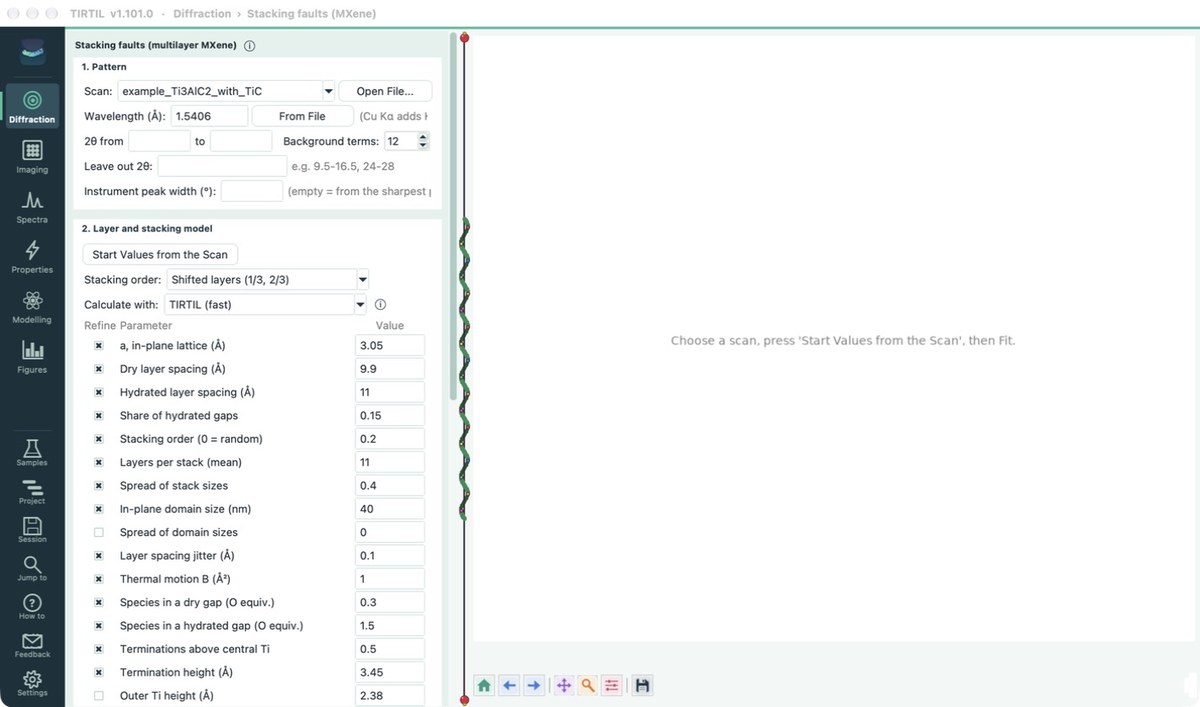 TIRTIL v1.101.0 - Diffraction › Stacking faults (MXene)
Diffraction
Imaging
Spectra
Properties
Modelling
Figures
Samples
Project
Session
Jump to
How to
Feedback
Settings
Stacking faults (multilayer MXene)
1. Pattern
Scan: example_Ti3AlC2_with_TiC Open File...
Wavelength (Å): 1.5406 From File (Cu Kα adds
2θ from to Background terms: 12
Leave out 2θ: e.g. 9.5-16.5, 24-28
Instrument peak width (°): (empty = from the sharpest
2. Layer and stacking model
Start Values from the Scan
Stacking order: Shifted layers (1/3, 2/3)
Calculate with: TIRTIL (fast)
Refine Parameter Value
a, in-plane lattice (Å) 3.05
Dry layer spacing (Å) 9.9
Hydrated layer spacing (Å) 11
Share of hydrated gaps 0.15
Stacking order (0 = random) 0.2
Layers per stack (mean) 11
Spread of stack sizes 0.4
In-plane domain size (nm) 40
Spread of domain sizes 0
Layer spacing jitter (Å) 0.1
Thermal motion B (Å²) 1
Species in a dry gap (O equiv.) 0.3
Species in a hydrated gap (O equiv.) 1.5
Terminations above central Ti 0.5
Termination height (Å) 3.45
Outer Ti height (Å) 2.38
Choose a scan, press 'Start Values from the Scan', then Fit.